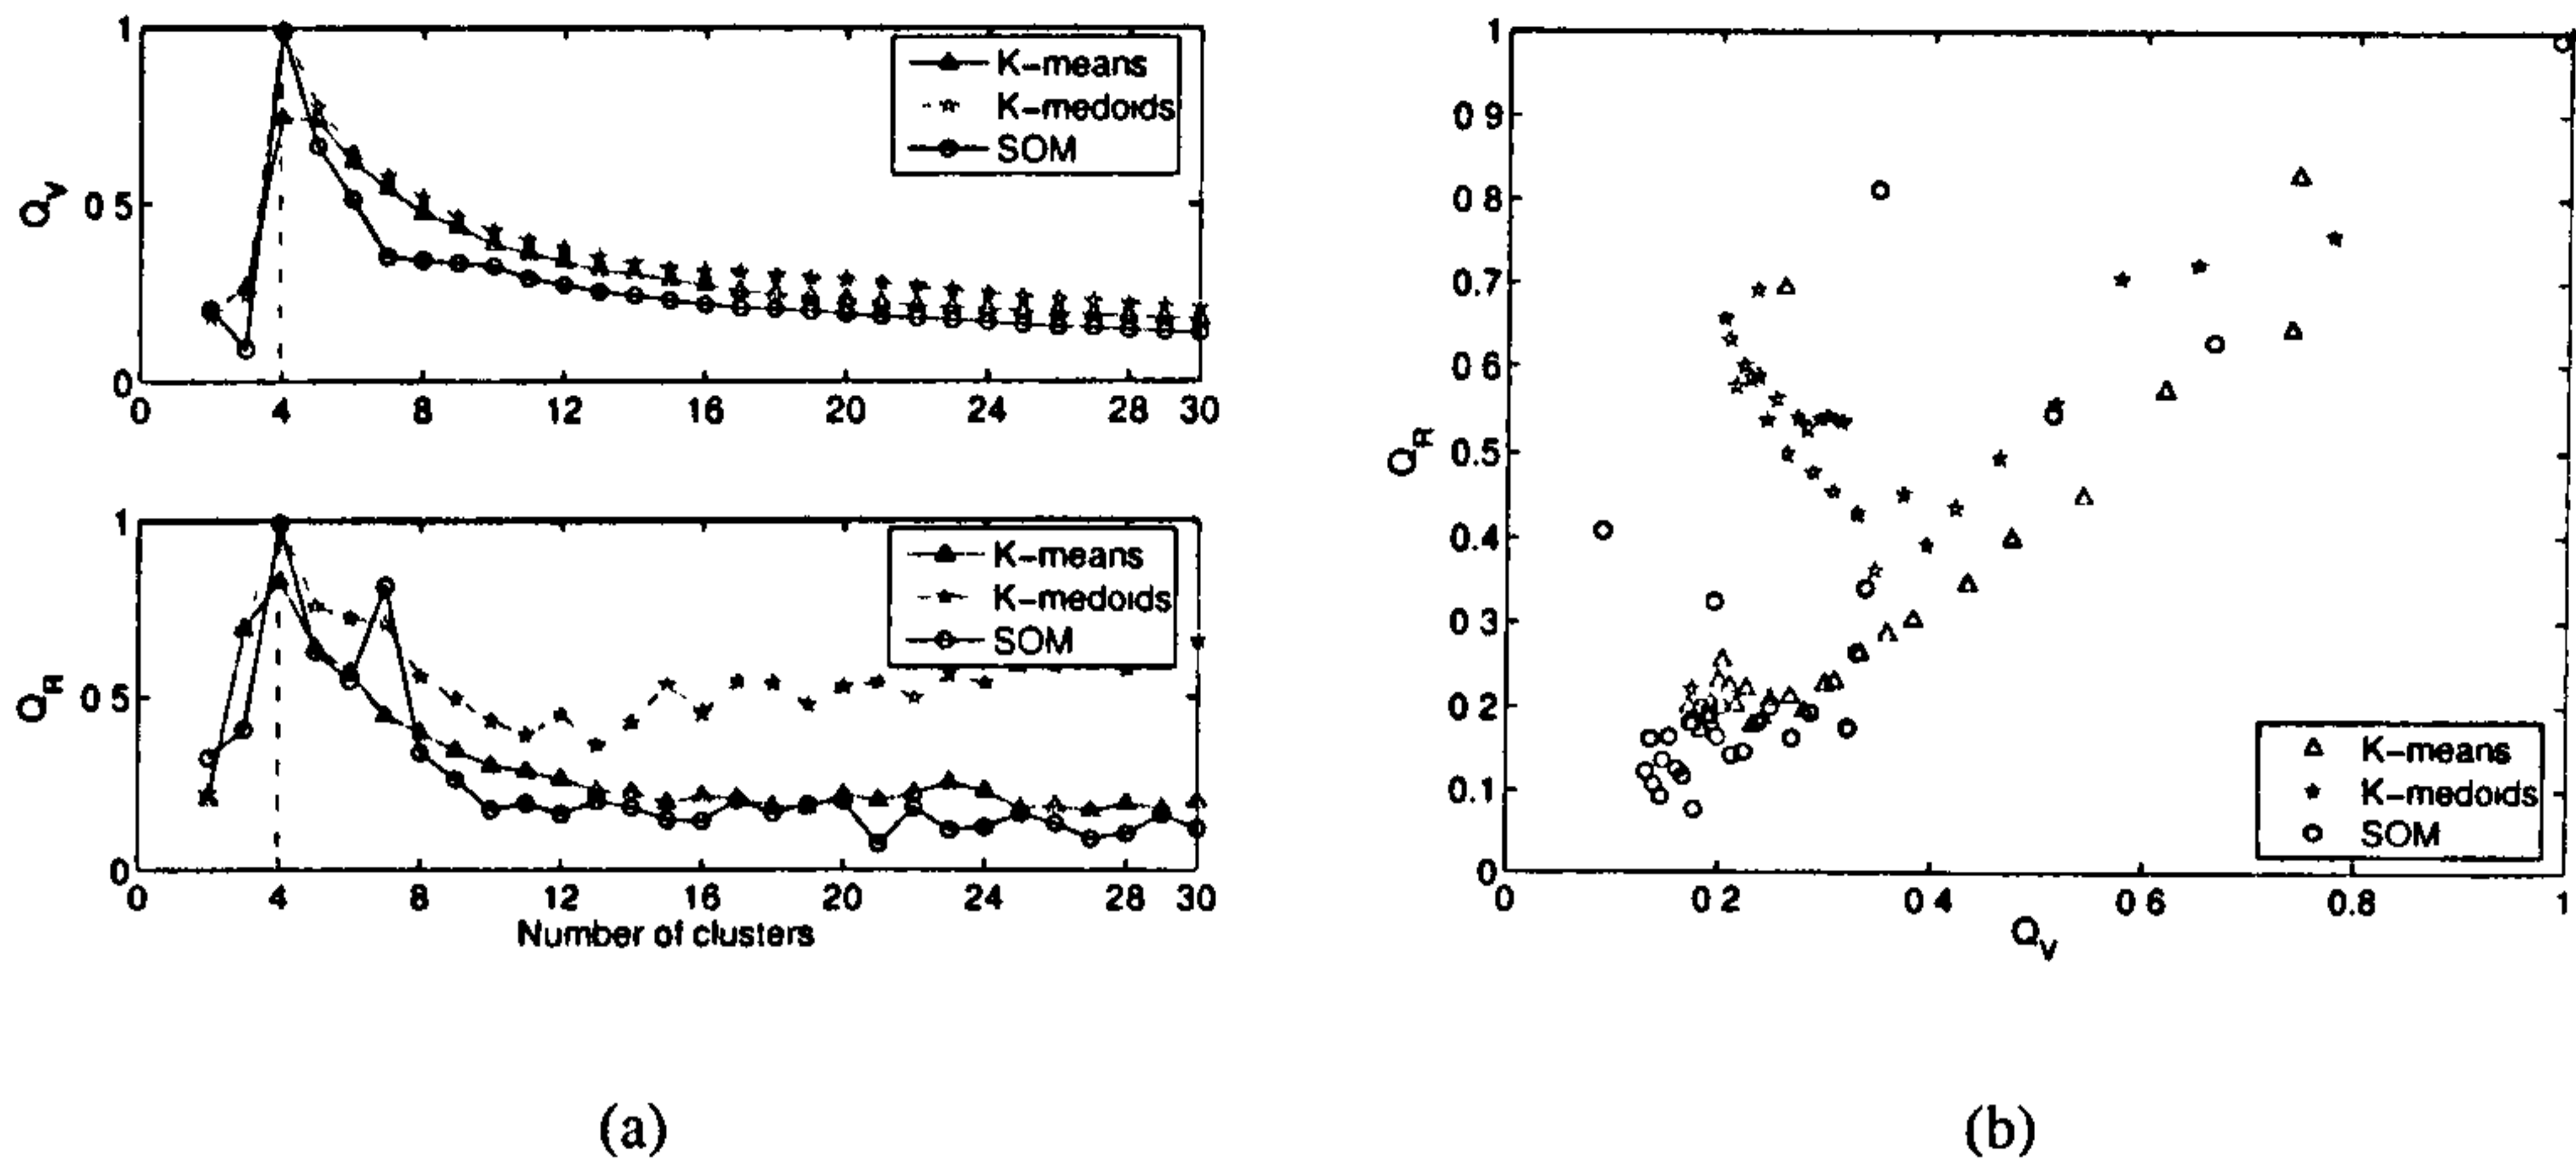 1
0 5
0
Q_V
K-means
K-medoids
SOM
0 4 8 12 16 20 24 28 30
1
0 5
0
Q_R
K-means
K-medoids
SOM
0 4 8 12 16 20 24 28 30
Number of clusters
(a)
1
0 9
0 8
0.7
0 6
0.5
0.4
0 3
0 2
0.1
0
Q_R
K-means
K-medoids
SOM
0 0 2 0 4 0 6 0.8 1
Q_V
(b)